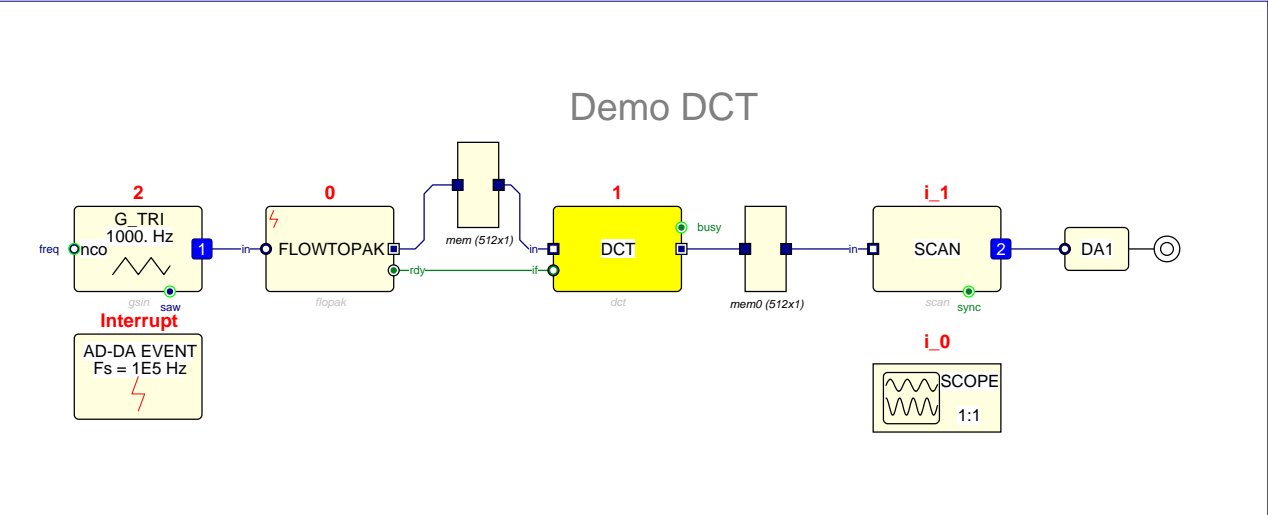 Demo DCT
2
G_TRI
1000. Hz
freq
nco
1
gsin
saw
0
in
FLOWTOPAK
rdy
flopak
mem (512x1)
1
in
if
DCT
busy
dct
mem0 (512x1)
i_1
in
SCAN
2
scan
sync
DA1
Interrupt
AD-DA EVENT
Fs = 1E5 Hz
i_0
SCOPE
1:1